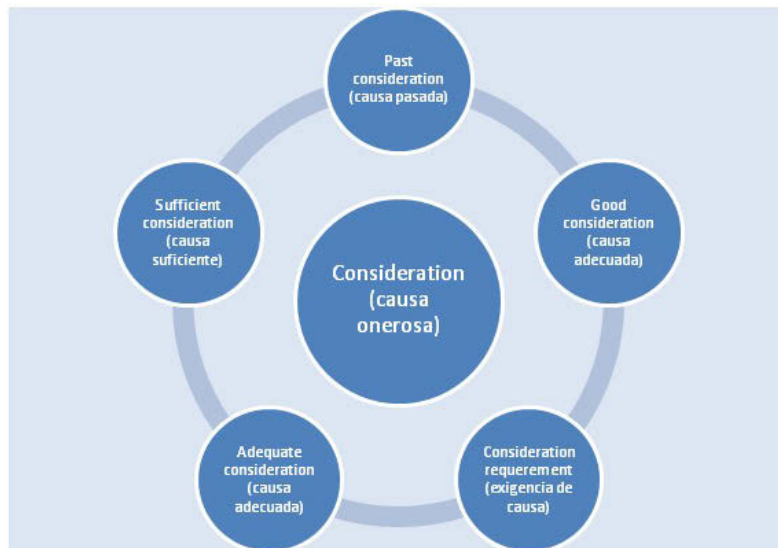 Past
consideration
(causa pasada)
Sufficient
consideration
(causa
suficiente)
Good
consideration
(causa
adecuada)
Consideration
(causa
onerosa)
Adequate
consideration
(causa
adecuada)
Consideration
requerement
(exigencia de
causa)